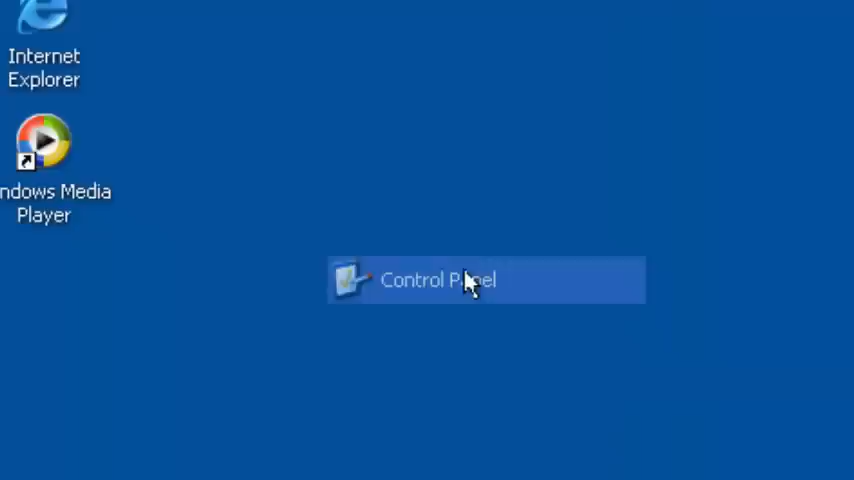 Internet
Explorer
ndows Media
Player
Control Panel